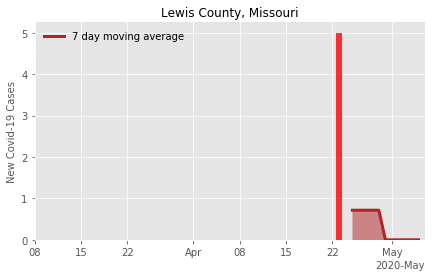 Lewis County, Missouri
7 day moving average
New Covid-19 Cases
5
4
3
2
1
0
08 15 22 Apr 08 15 22 May
2020-May